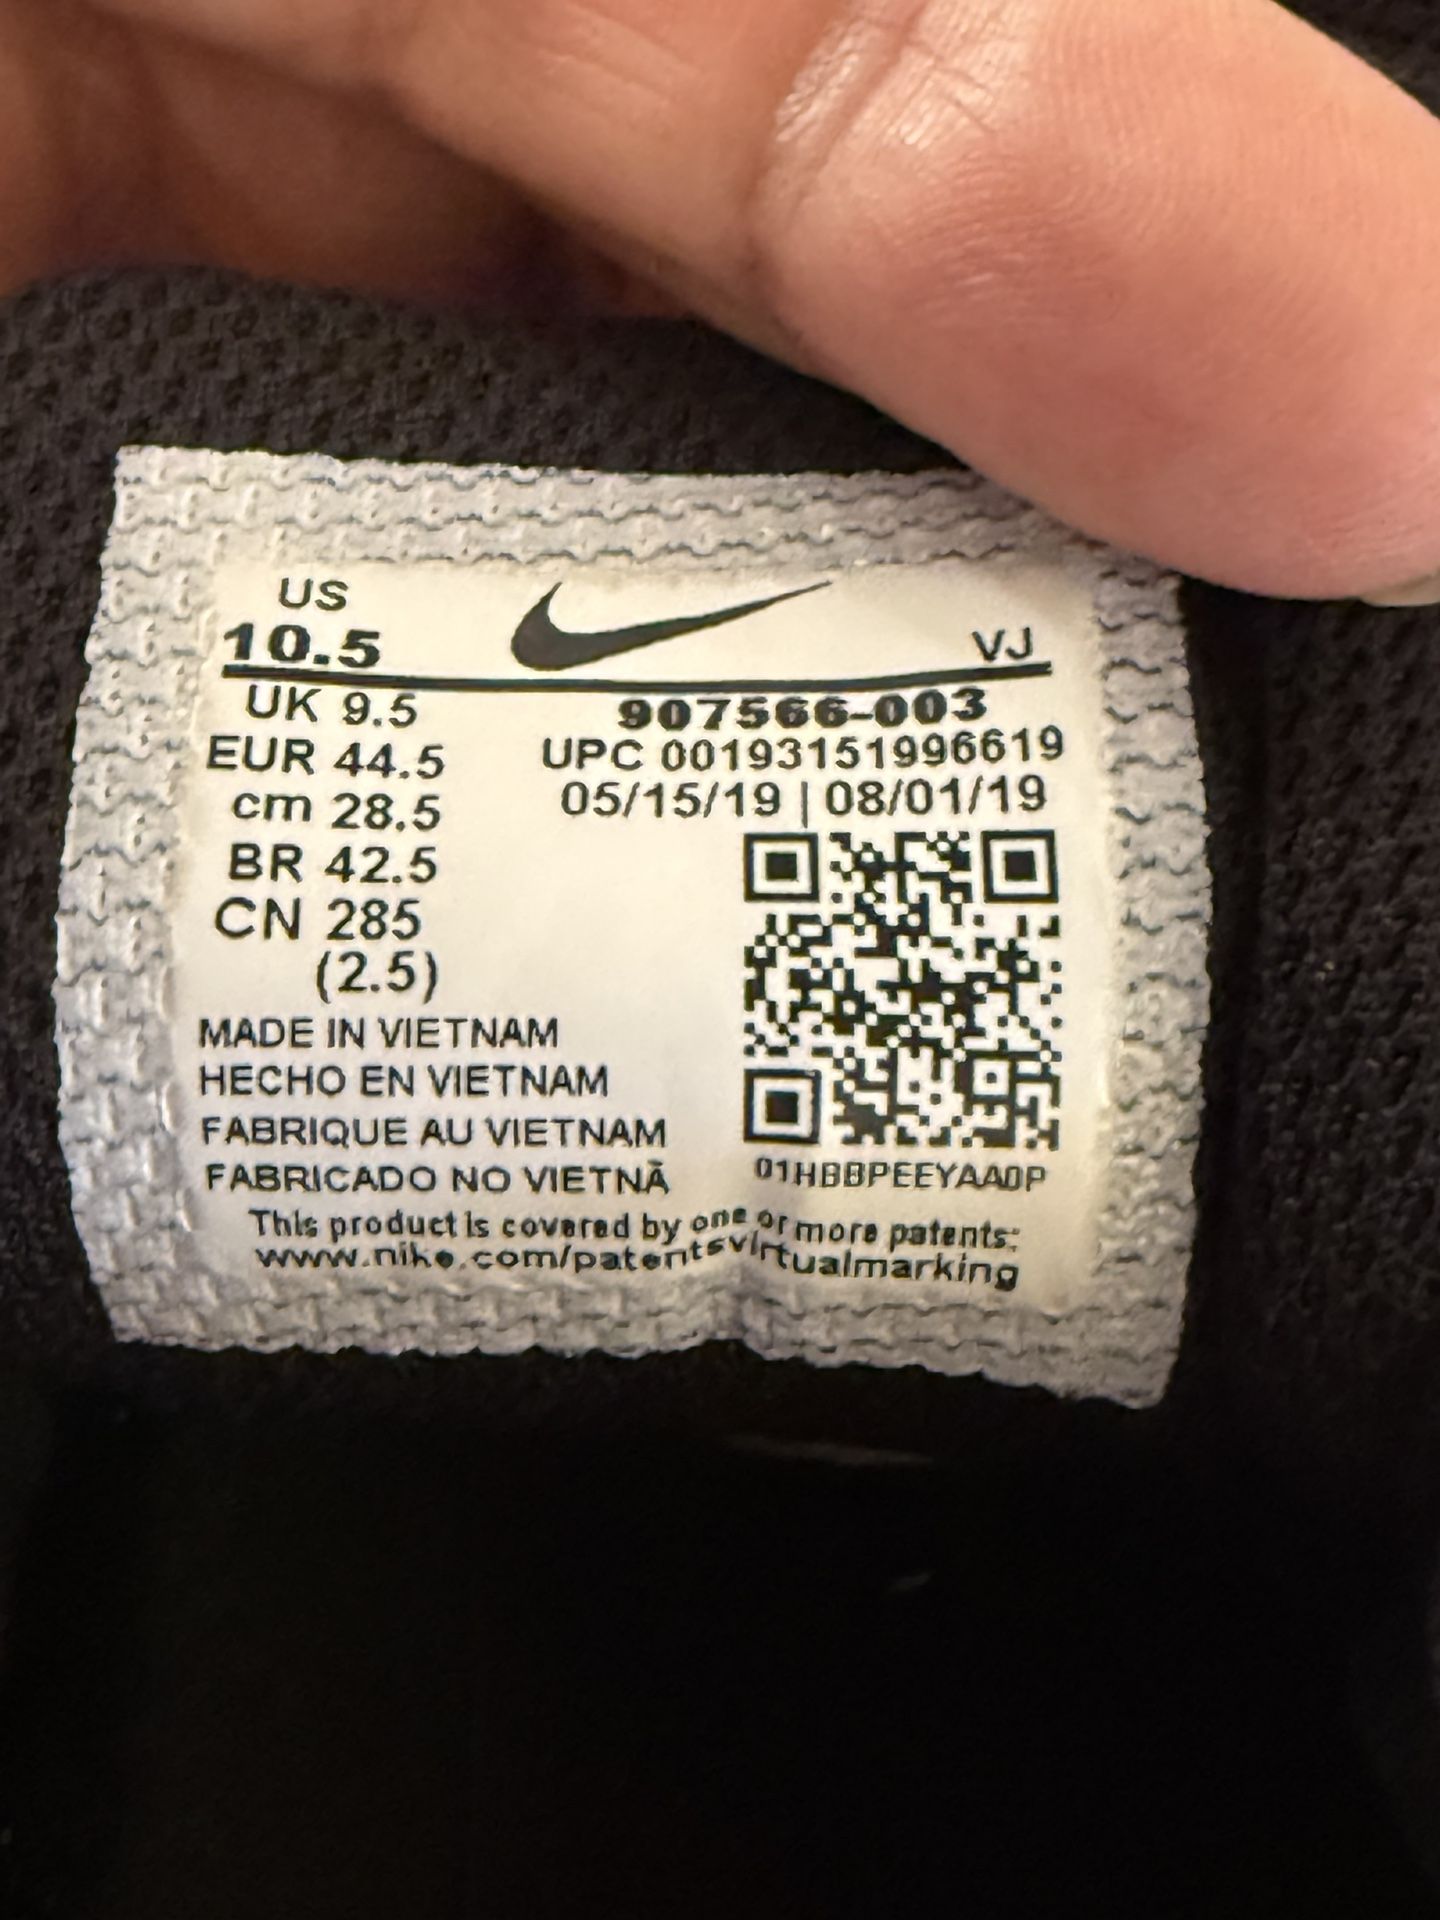 US
10.5
VJ
UK 9.5
907566-003
EUR 44.5
UPC 00193151996619
cm 28.5
05/15/19 | 08/01/19
BR 42.5
CN 285
(2.5)
MADE IN VIETNAM
HECHO EN VIETNAM
FABRIQUE AU VIETNAM
FABRICADO NO VIETNÃ
01HBBPEEYAA0P
This product is covered by one or more patents:
www.nike.com/patentsvirtualmarking